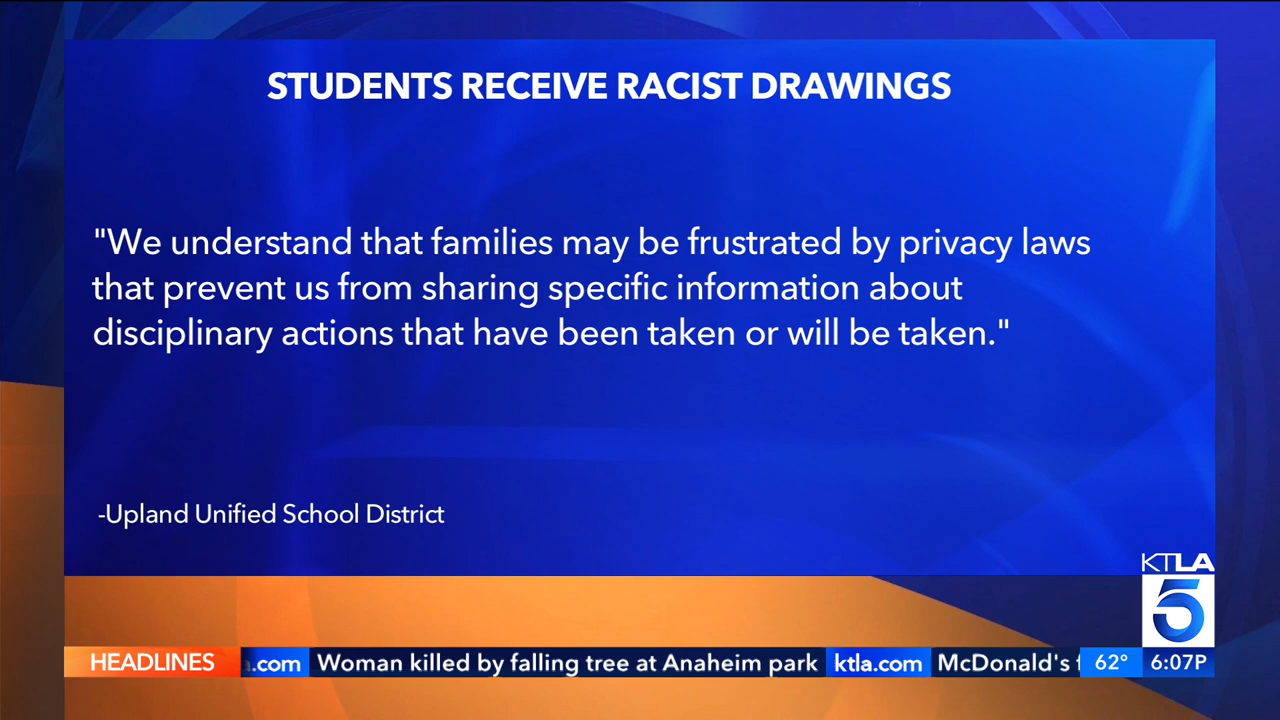 STUDENTS RECEIVE RACIST DRAWINGS
"We understand that families may be frustrated by privacy laws
that prevent us from sharing specific information about
disciplinary actions that have been taken or will be taken."
-Upland Unified School District
KTLA
5
HEADLINES .com Woman killed by falling tree at Anaheim park ktla.com McDonald's 62° 6:07P